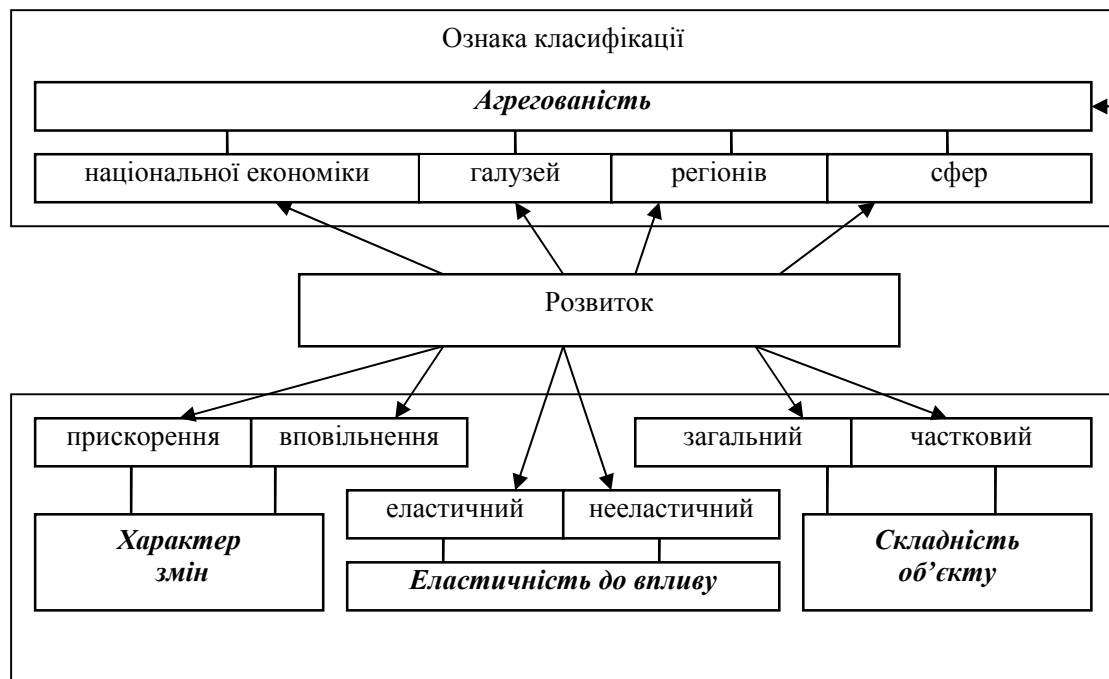 Ознака класифікації
Агрегованість
національної економіки галузей регіонів сфер
Розвиток
прискорення вповільнення загальний частковий
еластичний нееластичний
Характер
змін
Еластичність до впливу
Складність
об’єкту